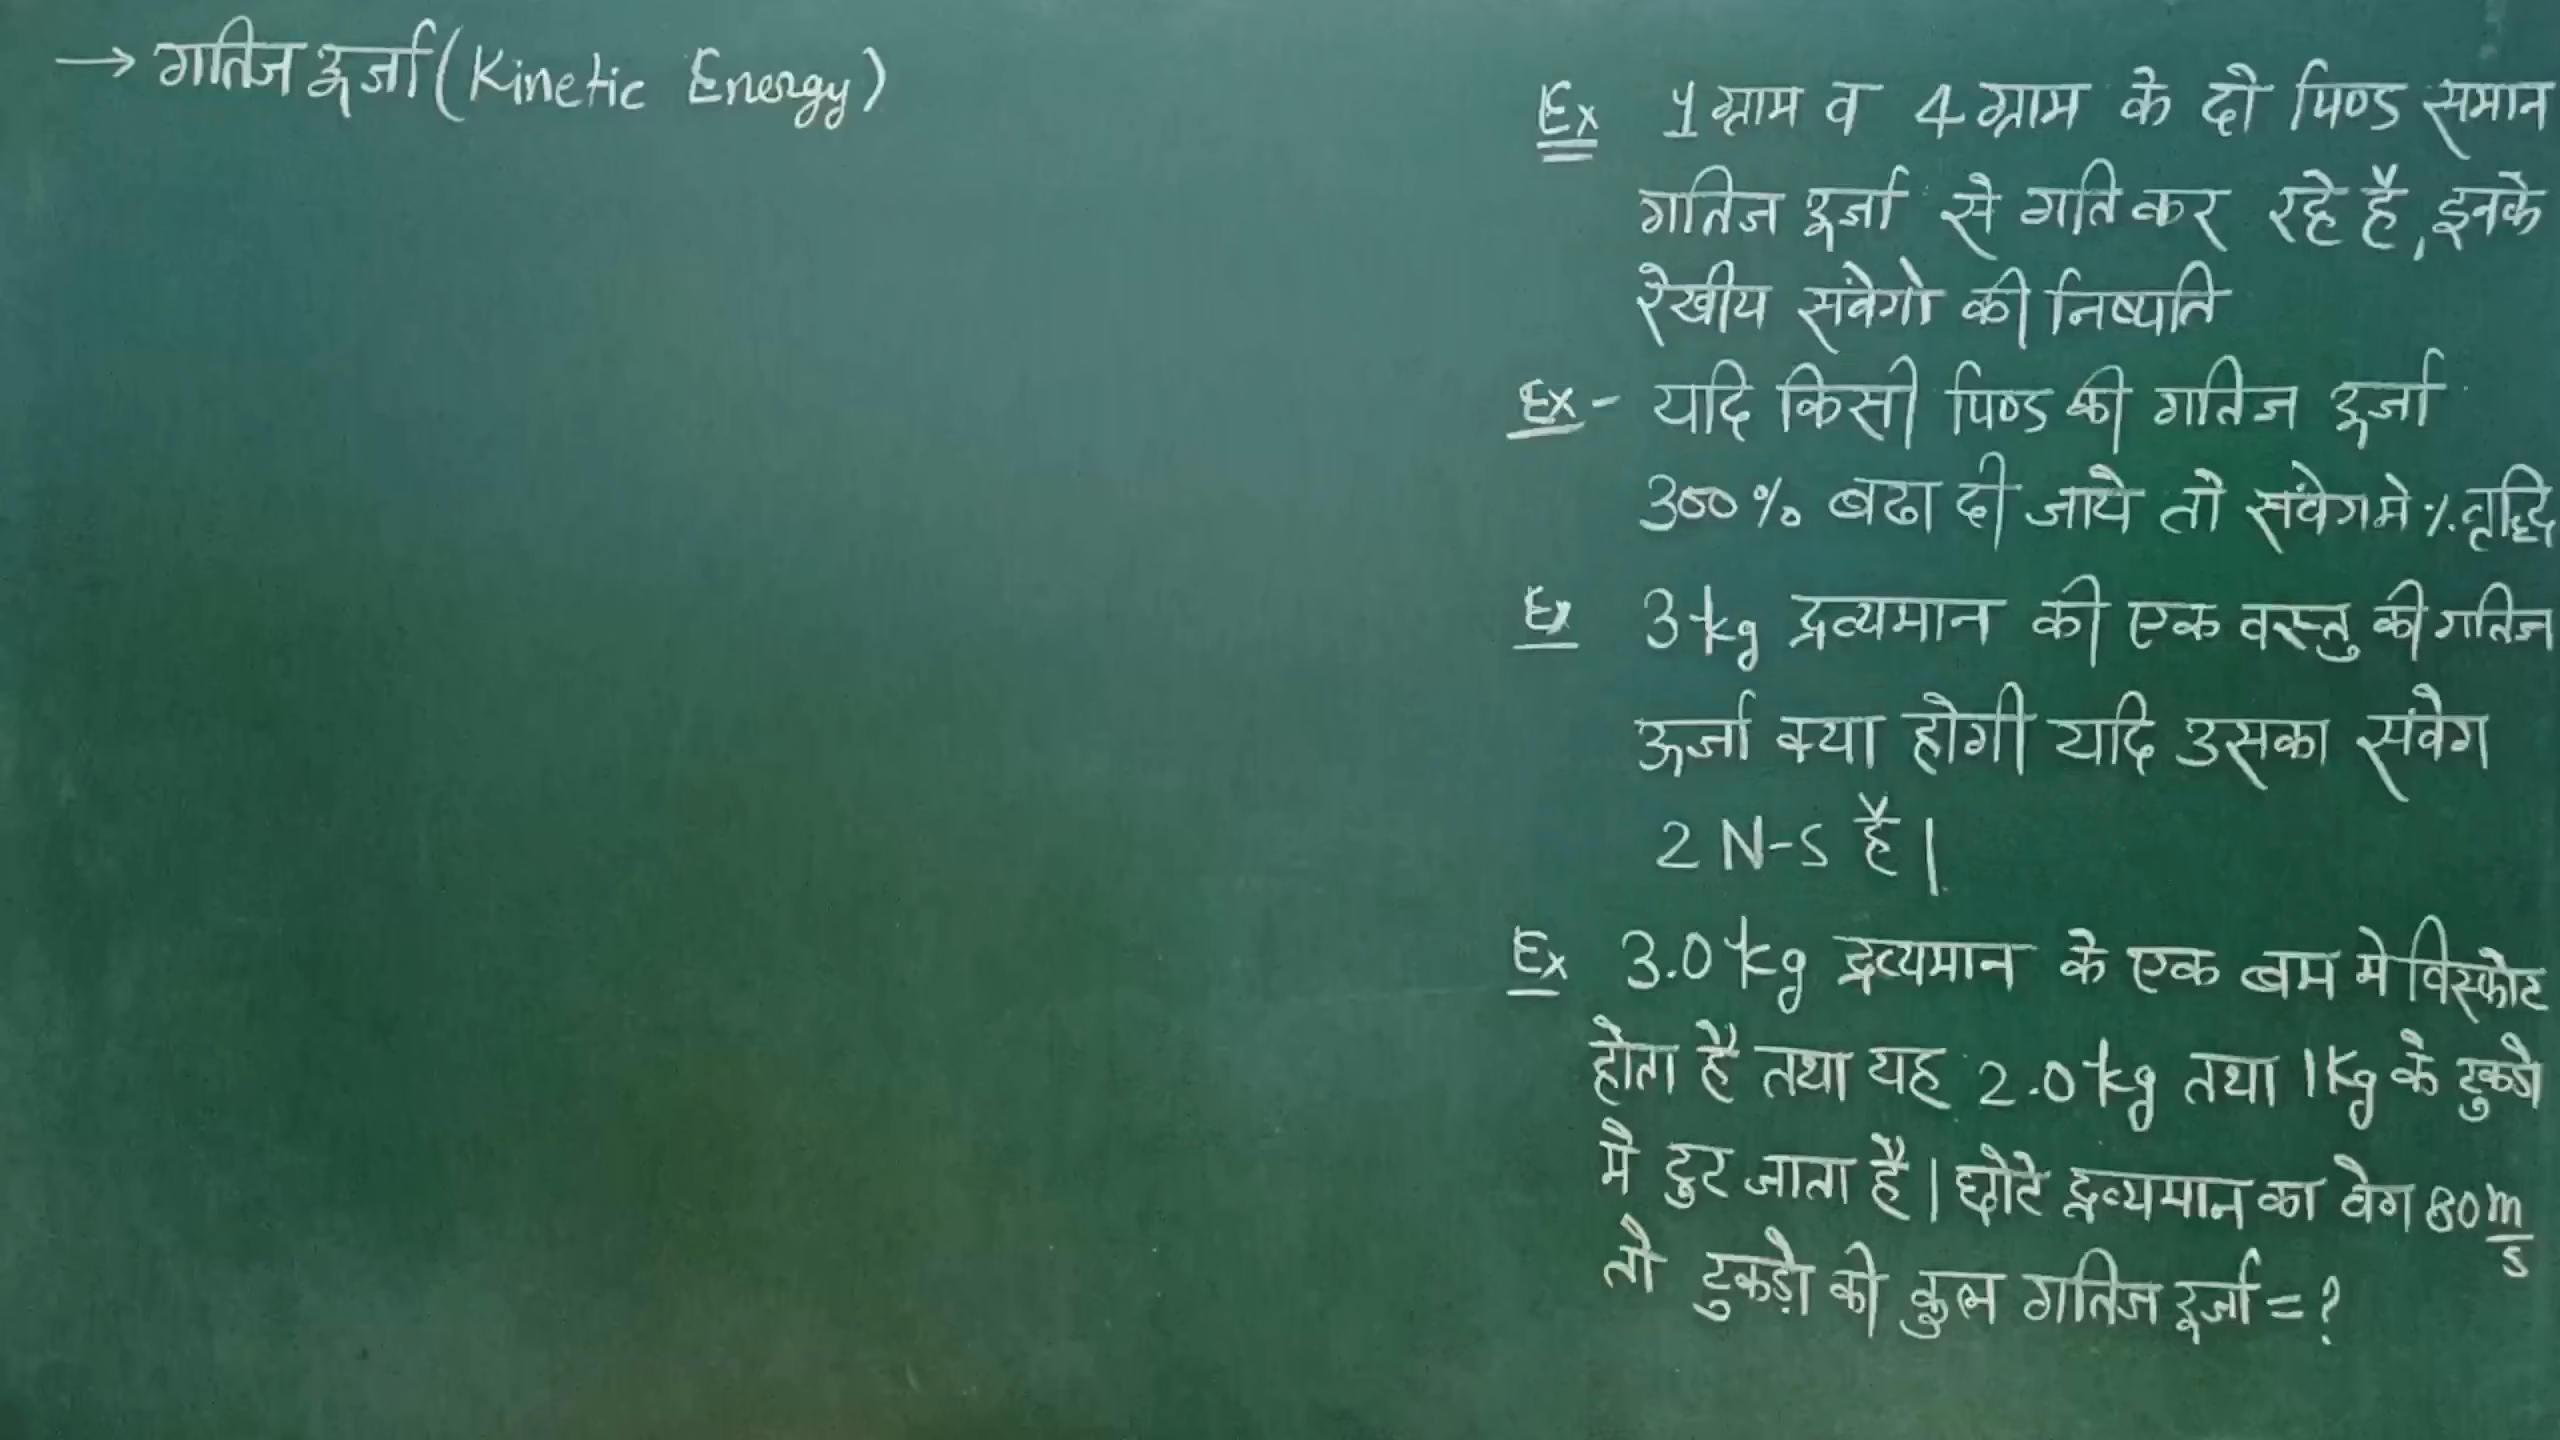 → गतिज ऊर्जा (Kinetic Energy)
Ex 1 ग्राम व 4 ग्राम के दो पिण्ड समान
गतिज ऊर्जा से गति कर रहे है, इनके
रेखीय संवेगो की निष्पति
Ex - यदि किसी पिण्ड की गतिज ऊर्जा
300% बढा दी जाये तो संवेग मे % वृद्धि
Ex 3 kg द्रव्यमान की एक वस्तु की गतिज
ऊर्जा क्या होगी यदि उसका संवेग
2 N-S है |
Ex 3.0 kg द्रव्यमान के एक बम मे विस्फोट
होता है तथा यह 2.0 kg तथा 1 Kg के टुकडो
मे टुट जाता है | छोटे द्रव्यमान का वेग 80 m/s
तो टुकड़ो की कुल गतिज ऊर्जा = ?